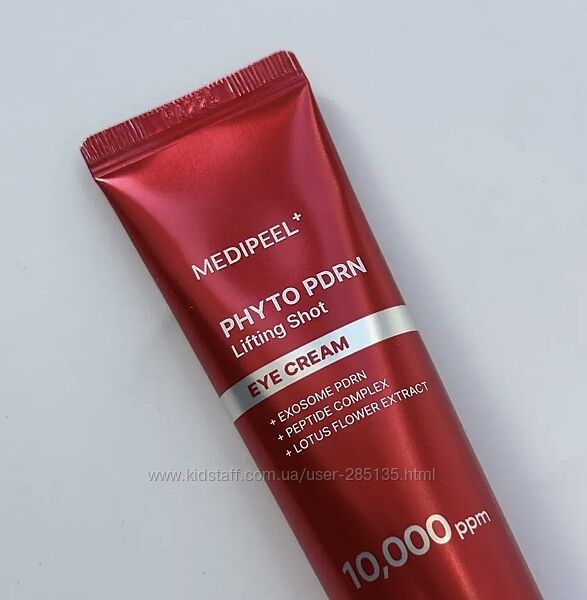 MEDIPEEL+
PHYTO PDRN
Lifting Shot
EYE CREAM
+ EXOSOME PDRN
+ PEPTIDE COMPLEX
+ LOTUS FLOWER EXTRACT
www.kidstaff.com.ua/user-285135.html
10,000 ppm